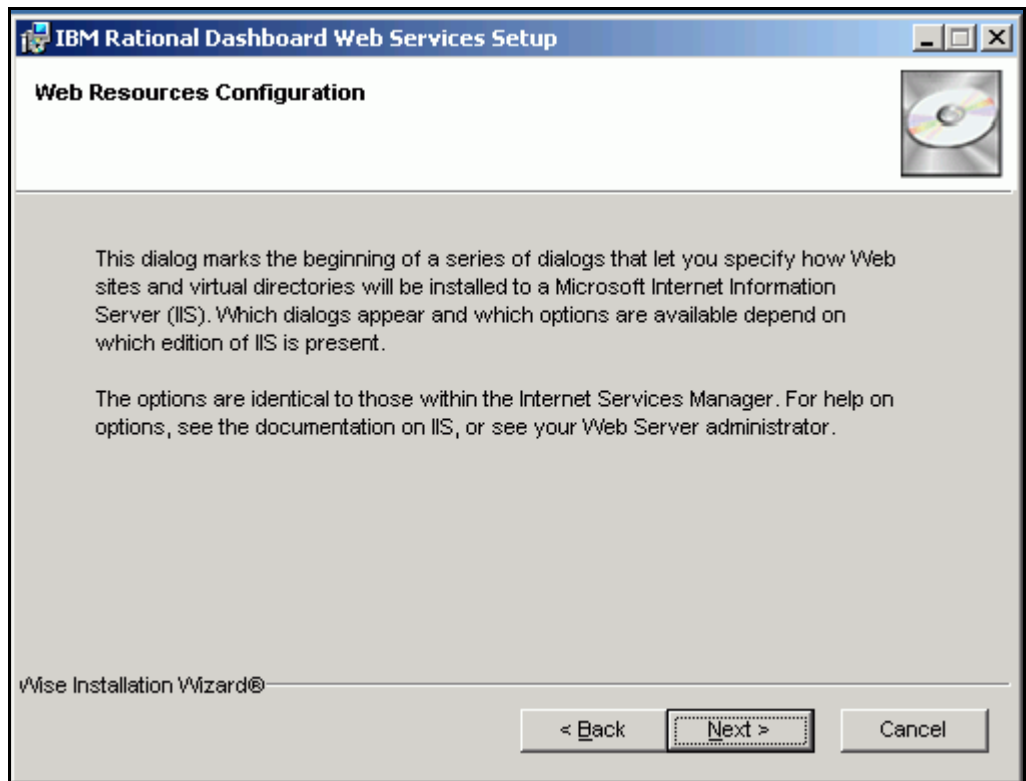 IBM Rational Dashboard Web Services Setup
Web Resources Configuration
This dialog marks the beginning of a series of dialogs that let you specify how Web
sites and virtual directories will be installed to a Microsoft Internet Information
Server (IIS). Which dialogs appear and which options are available depend on
which edition of IIS is present.
The options are identical to those within the Internet Services Manager. For help on
options, see the documentation on IIS, or see your Web Server administrator.
Wise Installation Wizard®
< Back
Next >
Cancel